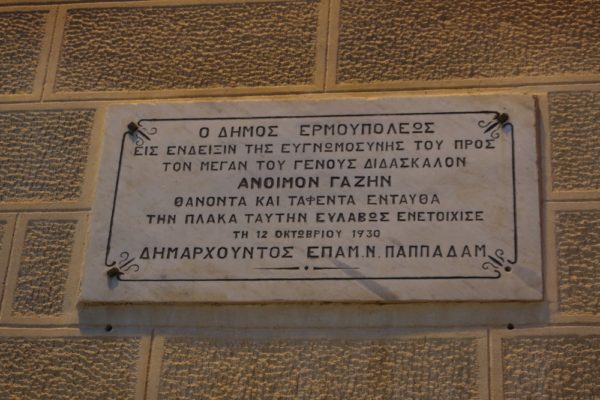 Ο ΔΗΜΟΣ ΕΡΜΟΥΠΟΛΕΩΣ
ΕΙΣ ΕΝΔΕΙΞΙΝ ΤΗΣ ΕΥΓΝΩΜΟΣΥΝΗΣ ΤΟΥ ΠΡΟΣ
ΤΟΝ ΜΕΓΑΝ ΤΟΥ ΓΕΝΟΥΣ ΔΙΔΑΣΚΑΛΟΝ
ΑΝΘΙΜΟΝ ΓΑΖΗΝ
ΘΑΝΟΝΤΑ ΚΑΙ ΤΑΦΕΝΤΑ ΕΝΤΑΥΘΑ
ΤΗΝ ΠΛΑΚΑ ΤΑΥΤΗΝ ΕΥΛΑΒΩΣ ΕΝΕΤΟΙΧΙΣΕ
ΤΗ 12 ΟΚΤΩΒΡΙΟΥ 1930
ΔΗΜΑΡΧΟΥΝΤΟΣ ΕΠΑΜ. Ν. ΠΑΠΠΑΔΑΜ